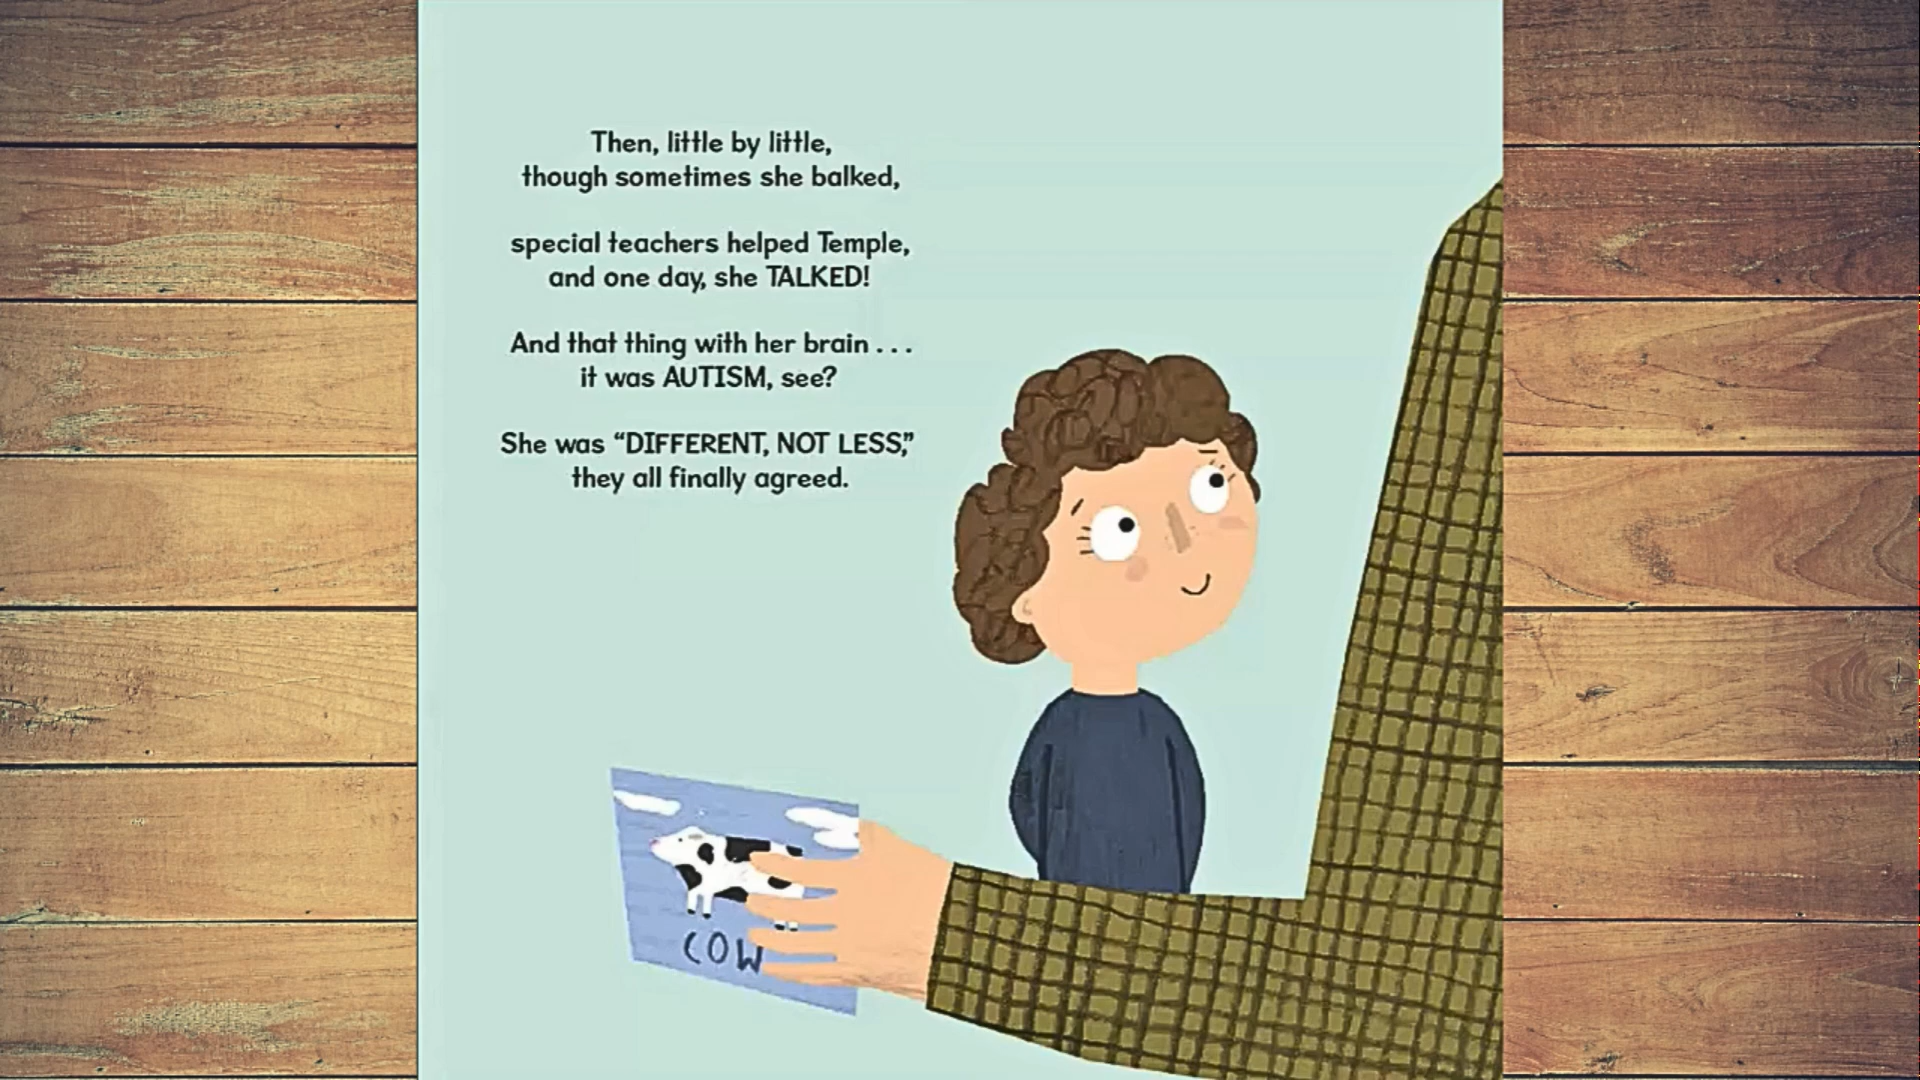 Then, little by little,
though sometimes she balked,
special teachers helped Temple,
and one day, she TALKED!
And that thing with her brain . . .
it was AUTISM, see?
She was “DIFFERENT, NOT LESS,”
they all finally agreed.
COW